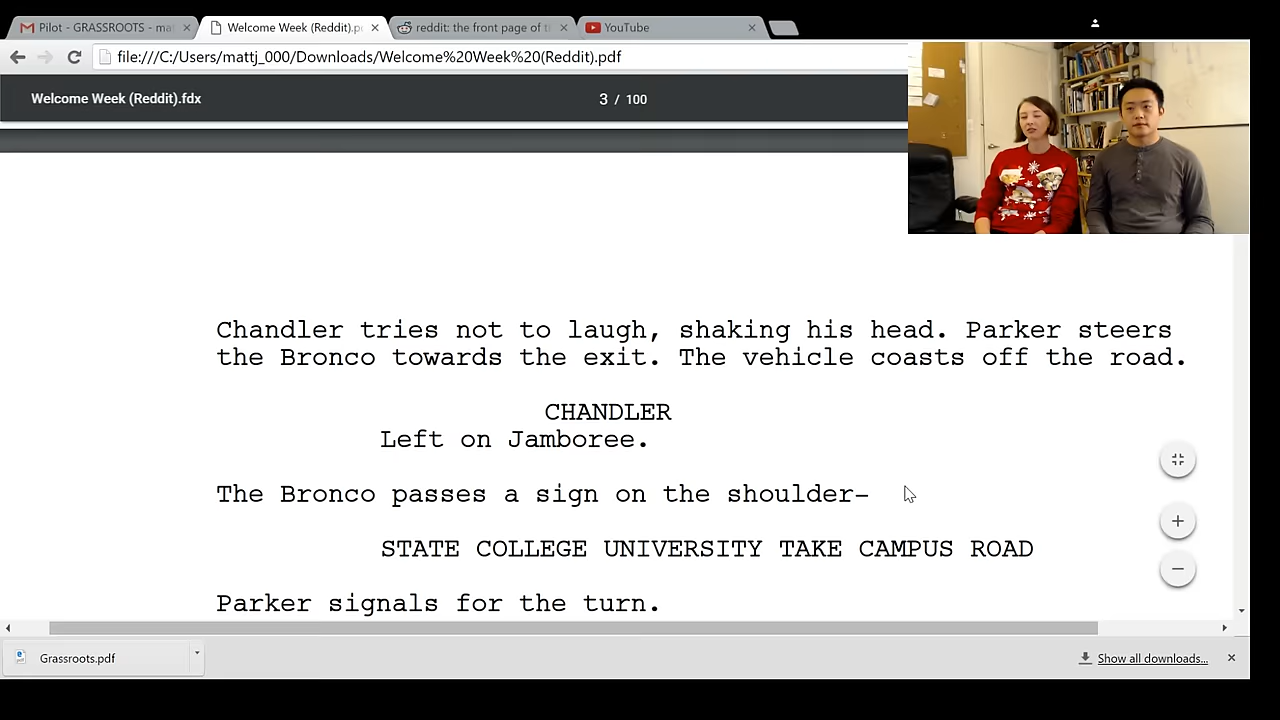 Pilot - GRASSROOTS - ma
Welcome Week (Reddit).p
reddit: the front page of t
YouTube
file:///C:/Users/mattj_000/Downloads/Welcome%20Week%20(Reddit).pdf
Welcome Week (Reddit).fdx
3 / 100
Chandler tries not to laugh, shaking his head. Parker steers
the Bronco towards the exit. The vehicle coasts off the road.
CHANDLER
Left on Jamboree.
The Bronco passes a sign on the shoulder-
STATE COLLEGE UNIVERSITY TAKE CAMPUS ROAD
Parker signals for the turn.
Grassroots.pdf
Show all downloads...